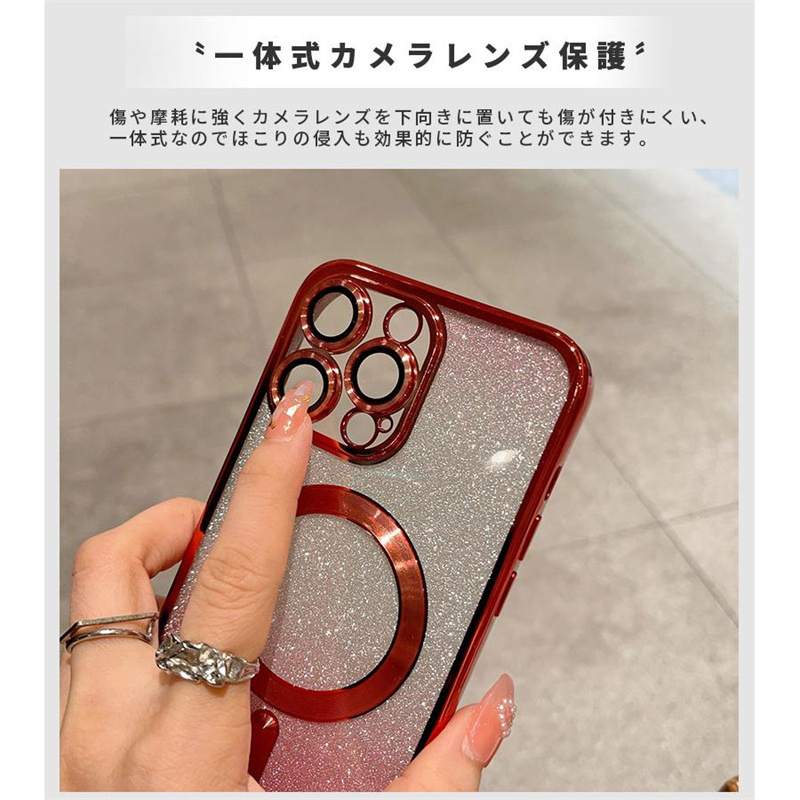 〝一体式カメラレンズ保護〞
傷や摩耗に強くカメラレンズを下向きに置いても傷が付きにくい、
一体式なのでほこりの侵入も効果的に防ぐことができます。